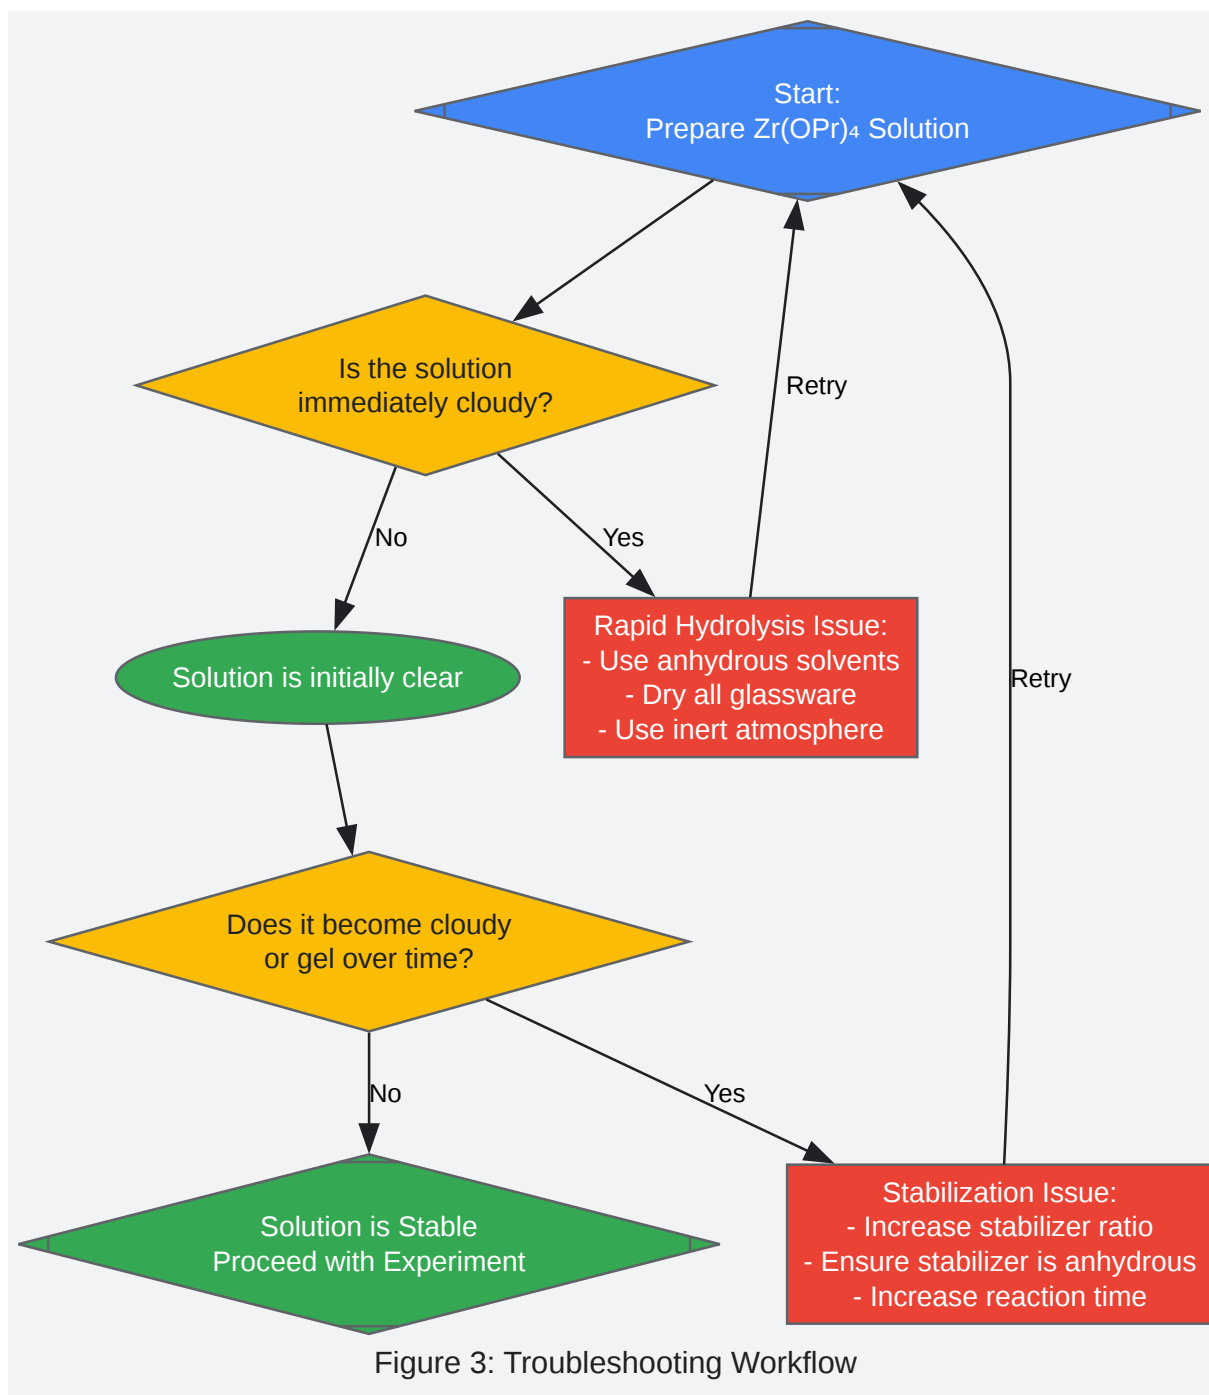 Start:
Prepare Zr(OPr)₄ Solution
Is the solution
immediately cloudy?
Retry
No
Yes
Rapid Hydrolysis Issue:
- Use anhydrous solvents
- Dry all glassware
- Use inert atmosphere
Solution is initially clear
Retry
Does it become cloudy
or gel over time?
No
Yes
Solution is Stable
Proceed with Experiment
Stabilization Issue:
- Increase stabilizer ratio
- Ensure stabilizer is anhydrous
- Increase reaction time
Figure 3: Troubleshooting Workflow